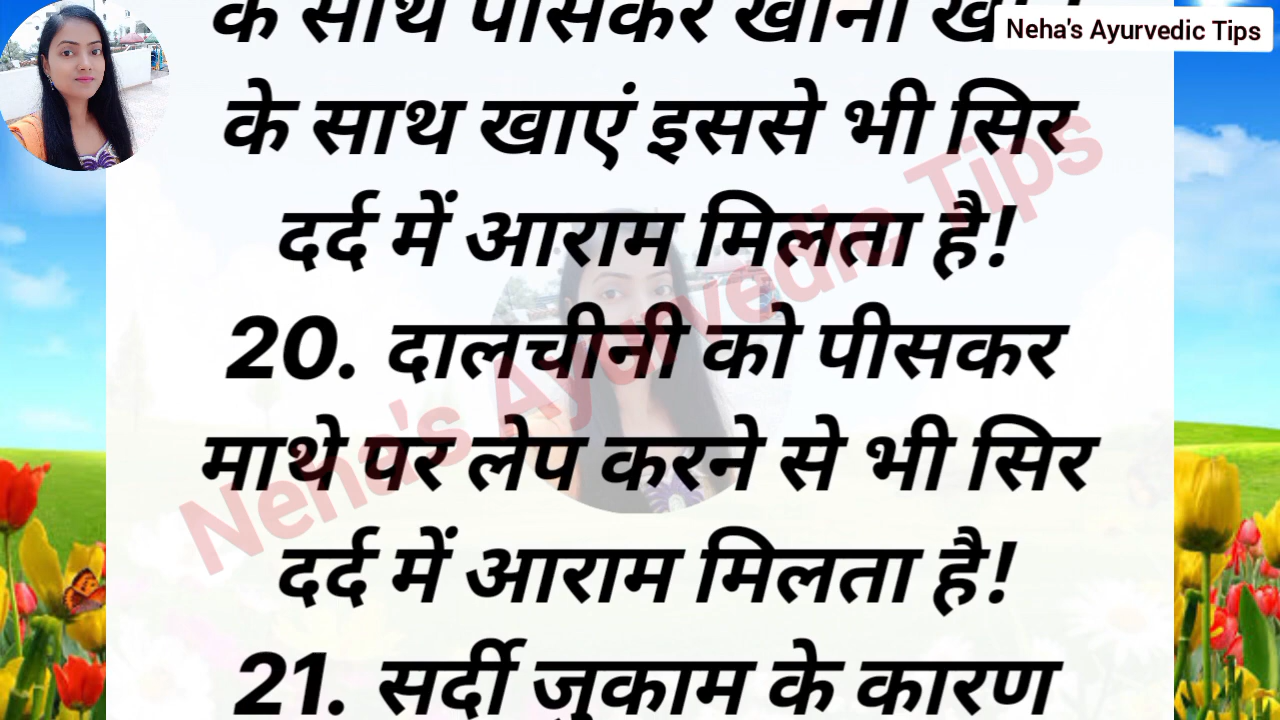 के साथ पीसकर खाना
Neha's Ayurvedic Tips
के साथ खाएं इससे भी सिर
दर्द में आराम मिलता है!
20. दालचीनी को पीसकर
माथे पर लेप करने से भी सिर
दर्द में आराम मिलता है!
21. सर्दी जुकाम के कारण
Neha's Ayurvedic Tips